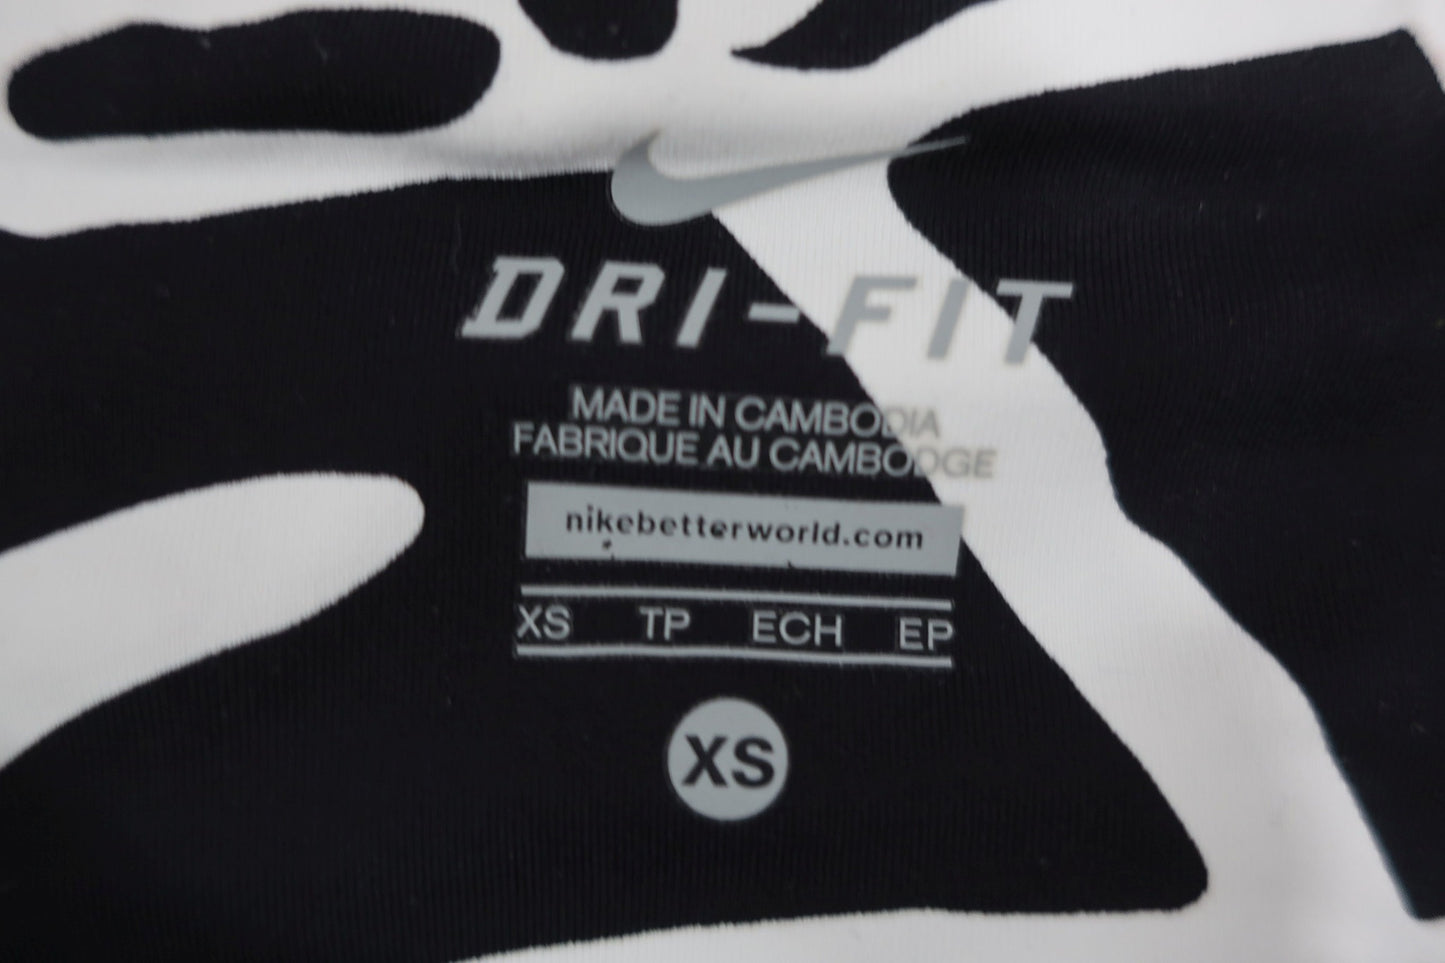 DRI-FIT
MADE IN CAMBODIA
FABRIQUE AU CAMBODGE
nikebetterworld.com
XS TP ECH EP
XS